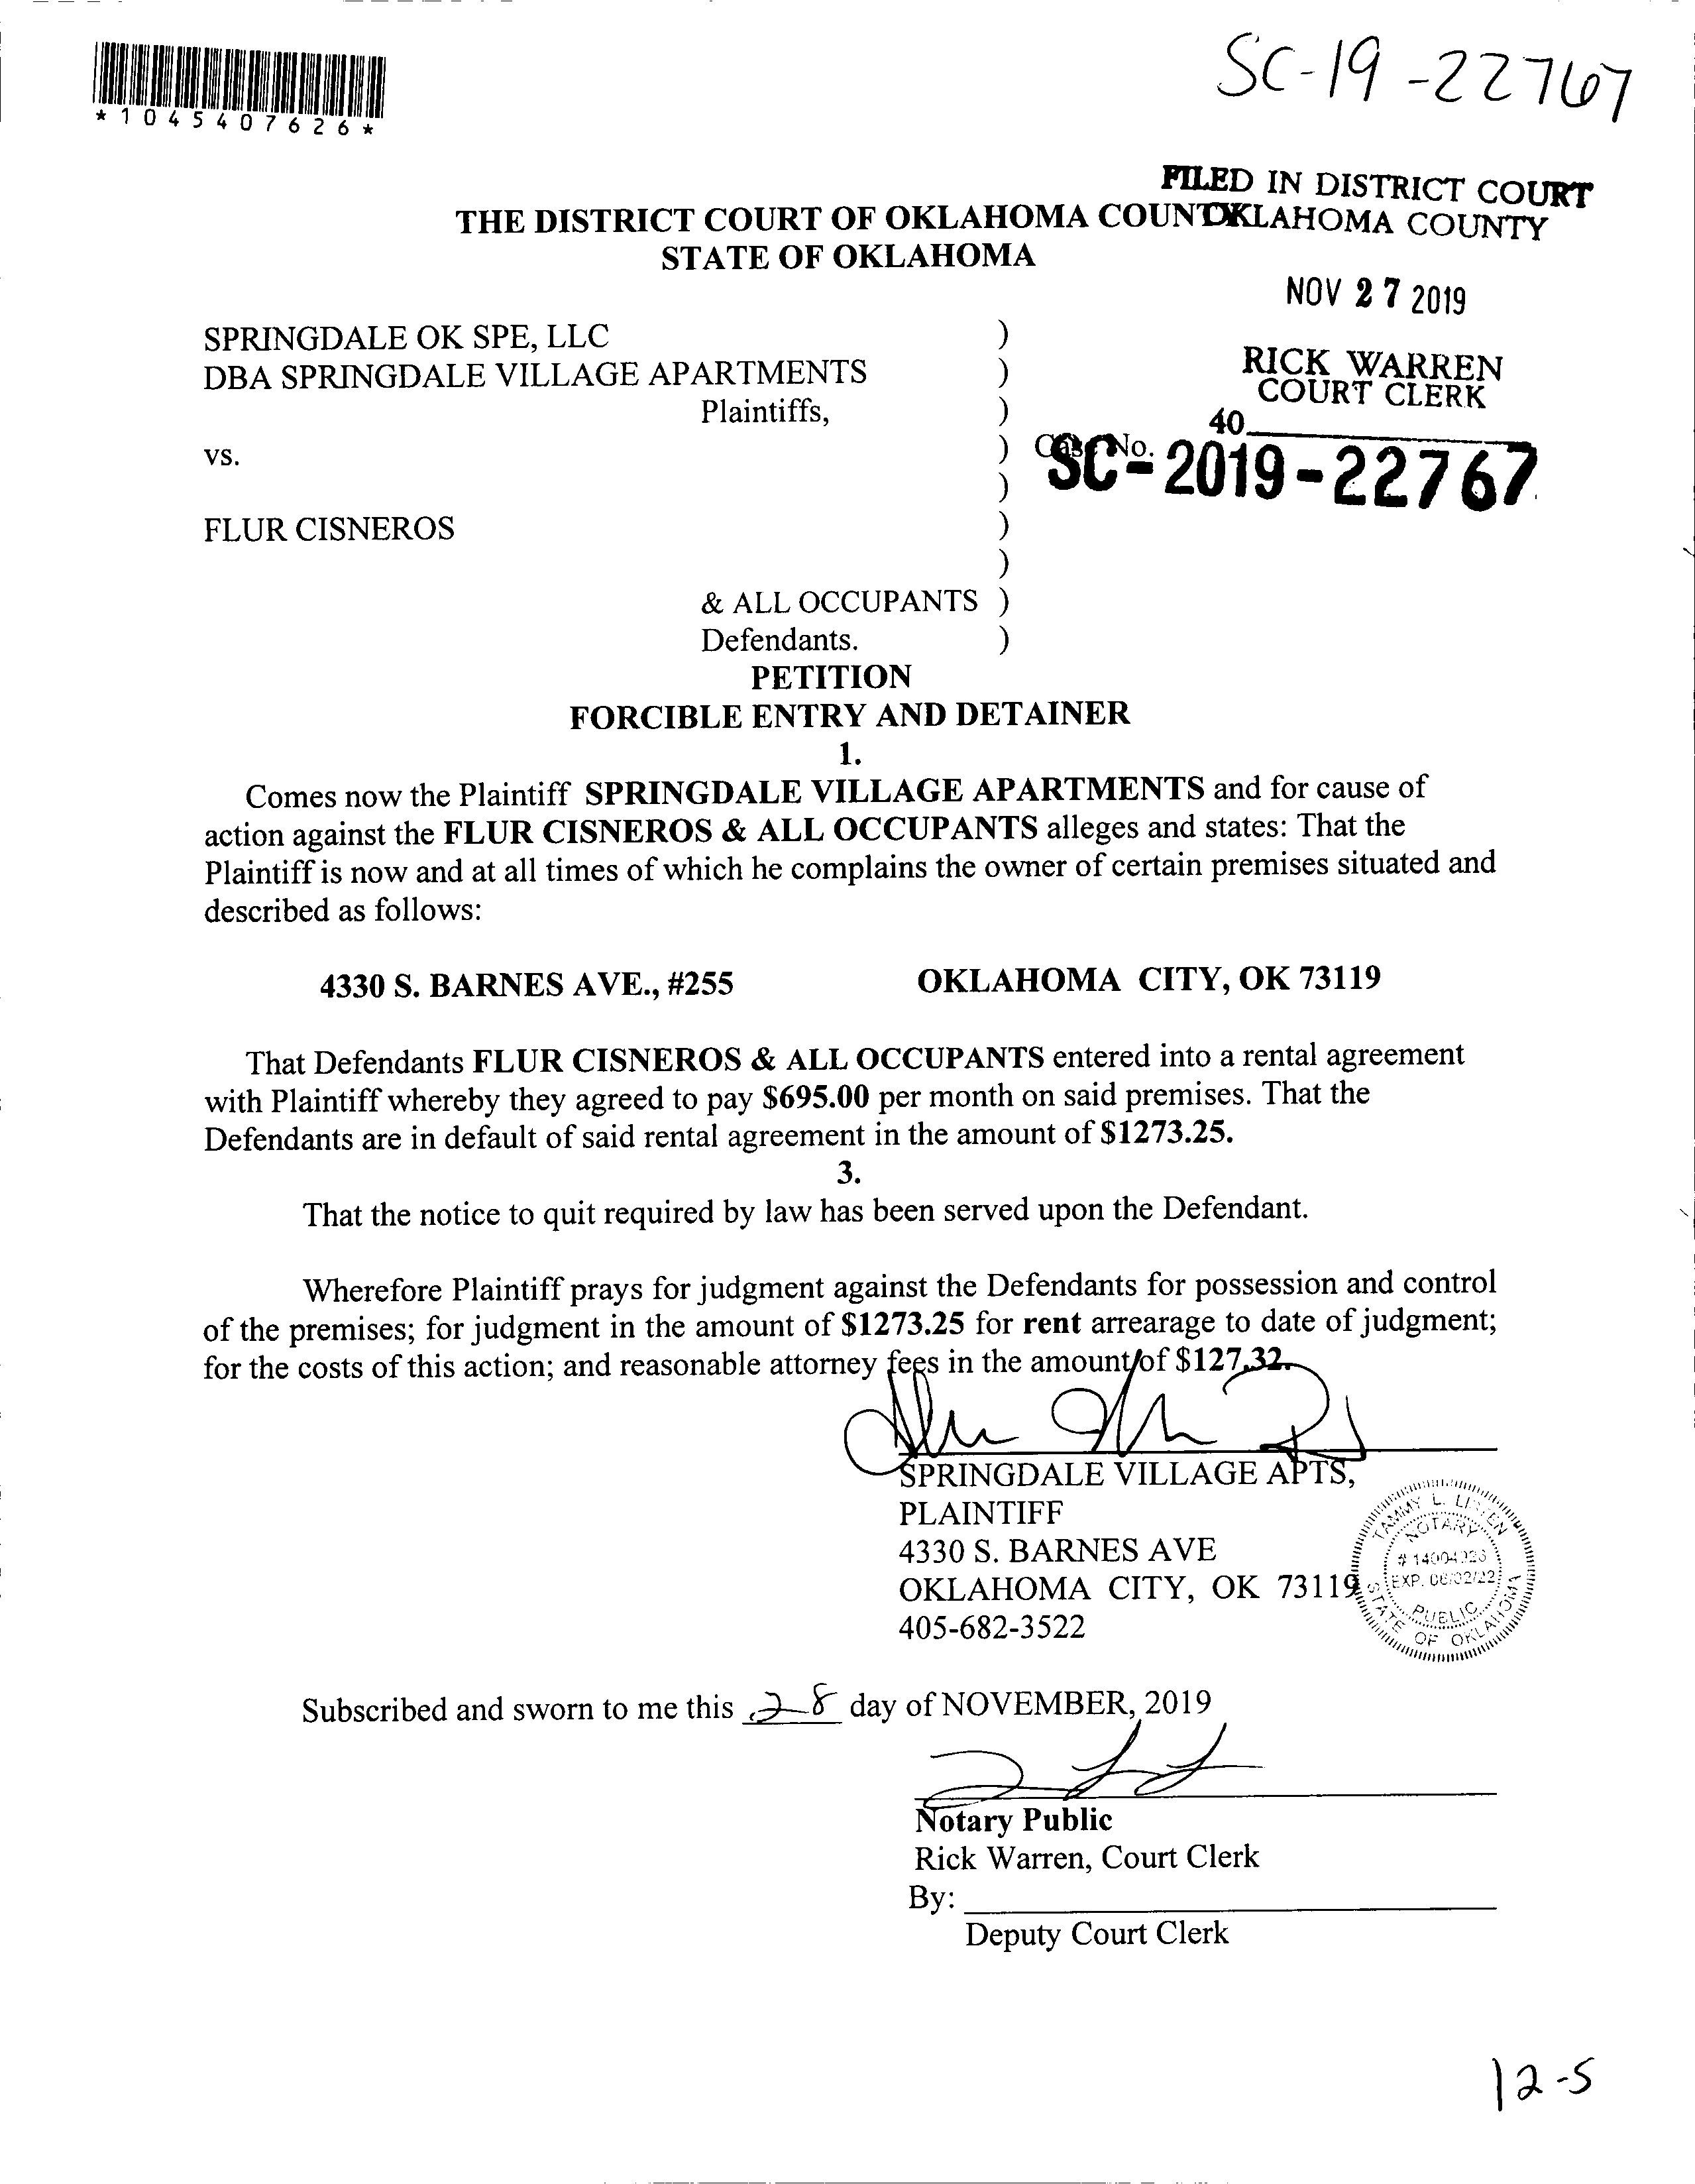 SC-19-22767
*1045407626*
FILED IN DISTRICT COURT
OKLAHOMA COUNTY
THE DISTRICT COURT OF OKLAHOMA COUNT
STATE OF OKLAHOMA
NOV 27 2019
SPRINGDALE OK SPE, LLC )
DBA SPRINGDALE VILLAGE APARTMENTS )
Plaintiffs, )
RICK WARREN
COURT CLERK
40
vs. ) Case No.
SC-2019-22767
)
FLUR CISNEROS )
)
& ALL OCCUPANTS )
Defendants. )
PETITION
FORCIBLE ENTRY AND DETAINER
1.
Comes now the Plaintiff SPRINGDALE VILLAGE APARTMENTS and for cause of
action against the FLUR CISNEROS & ALL OCCUPANTS alleges and states: That the
Plaintiff is now and at all times of which he complains the owner of certain premises situated and
described as follows:
4330 S. BARNES AVE., #255 OKLAHOMA CITY, OK 73119
That Defendants FLUR CISNEROS & ALL OCCUPANTS entered into a rental agreement
with Plaintiff whereby they agreed to pay $695.00 per month on said premises. That the
Defendants are in default of said rental agreement in the amount of $1273.25.
3.
That the notice to quit required by law has been served upon the Defendant.
Wherefore Plaintiff prays for judgment against the Defendants for possession and control
of the premises; for judgment in the amount of $1273.25 for rent arrearage to date of judgment;
for the costs of this action; and reasonable attorney fees in the amount of $127.32.
SPRINGDALE VILLAGE APTS,
PLAINTIFF
4330 S. BARNES AVE
OKLAHOMA CITY, OK 73119
405-682-3522
TAMMY L.
NOTARY
EXP.
PUBLIC
STATE OF OKLAHOMA
Subscribed and sworn to me this 28 day of NOVEMBER, 2019
Notary Public
Rick Warren, Court Clerk
By:
Deputy Court Clerk
12-5